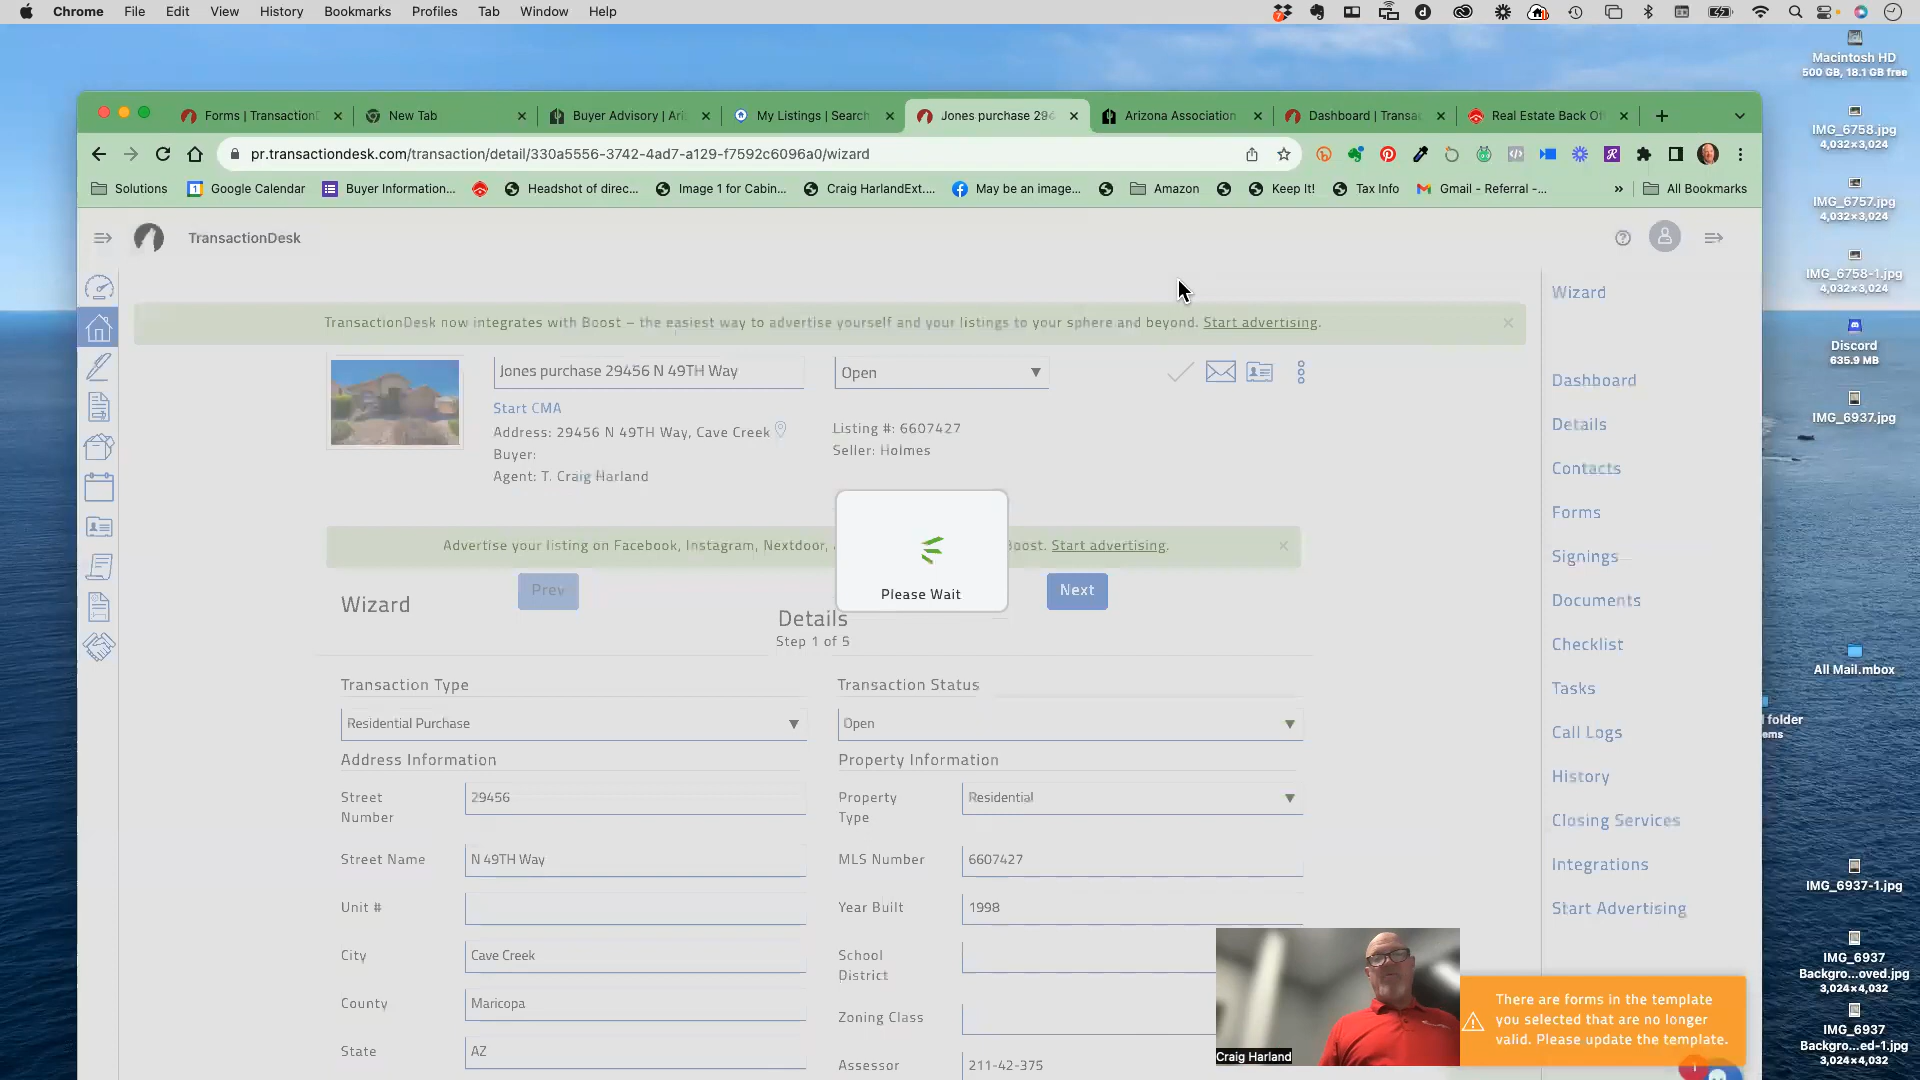 Chrome File Edit View History Bookmarks Profiles Tab Window Help
Macintosh HD
500 GB, 18.1 GB free
Forms | Transaction
New Tab
Buyer Advisory | Ari
My Listings | Search
Jones purchase 294
Arizona Association
Dashboard | Transa
Real Estate Back Of
pr.transactiondesk.com/transaction/detail/330a5556-3742-4ad7-a129-f7592c6096a0/wizard
IMG_6758.jpg
4,032×3,024
Solutions
Google Calendar
Buyer Information...
Headshot of direc...
Image 1 for Cabin...
Craig HarlandExt....
May be an image...
Amazon
Keep It!
Tax Info
Gmail - Referral -...
»
All Bookmarks
IMG_6757.jpg
4,032×3,024
TransactionDesk
IMG_6758-1.jpg
4,032×3,024
Wizard
TransactionDesk now integrates with Boost – the easiest way to advertise yourself and your listings to your sphere and beyond. Start advertising.
Discord
635.9 MB
Jones purchase 29456 N 49TH Way
Open
Dashboard
Start CMA
Address: 29456 N 49TH Way, Cave Creek
Listing #: 6607427
Details
IMG_6937.jpg
Buyer:
Seller: Holmes
Agent: T. Craig Harland
Contacts
Forms
Advertise your listing on Facebook, Instagram, Nextdoor,
Boost. Start advertising.
Signings
Please Wait
Prev
Next
Wizard
Details
Step 1 of 5
Documents
Checklist
All Mail.mbox
Transaction Type
Transaction Status
Tasks
Residential Purchase
Open
folder
ems
Call Logs
Address Information
Property Information
History
Street
Number
29456
Property
Type
Residential
Closing Services
Street Name
N 49TH Way
MLS Number
6607427
Integrations
IMG_6937-1.jpg
Unit #
Year Built
1998
Start Advertising
City
Cave Creek
School
District
IMG_6937
Backgro...oved.jpg
3,024×4,032
County
Maricopa
Zoning Class
There are forms in the template
you selected that are no longer
valid. Please update the template.
State
AZ
Assessor
211-42-375
Craig Harland
IMG_6937
Backgro...ed-1.jpg
3,024×4,032